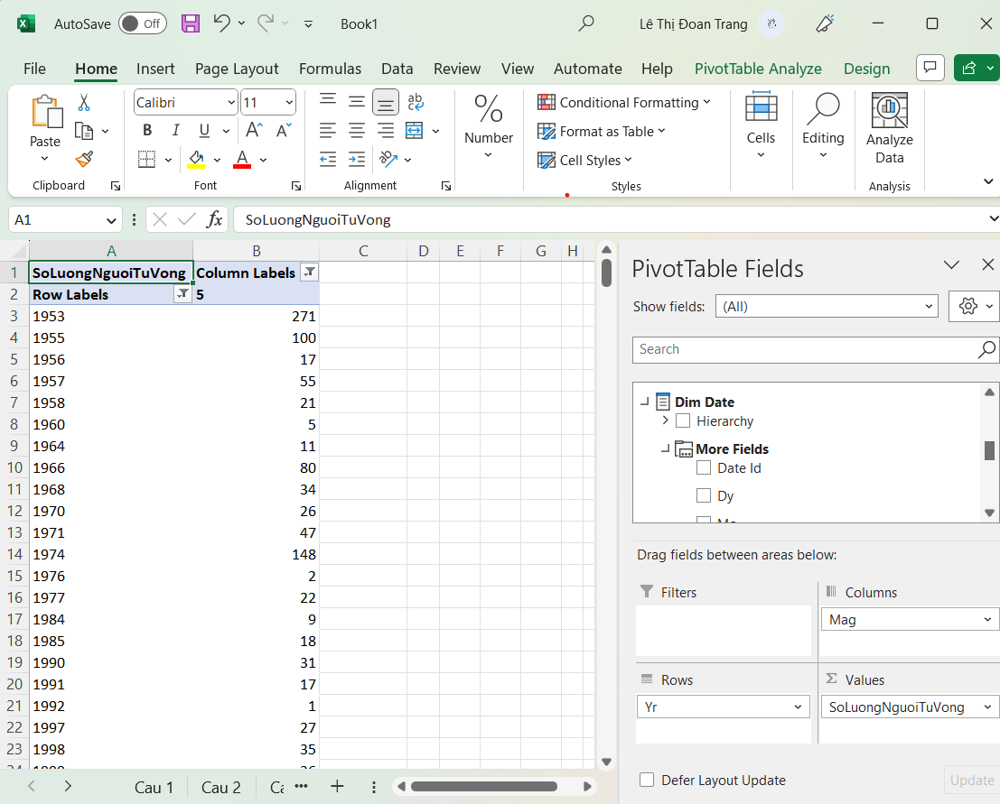 AutoSave Off Book1 Lê Thị Đoan Trang
File Home Insert Page Layout Formulas Data Review View Automate Help PivotTable Analyze Design
Paste
Clipboard
Calibri 11
B I U A A
A
Font
ab
Alignment
%
Number
Conditional Formatting
Format as Table
Cell Styles
Styles
Cells
Editing
Analyze
Data
Analysis
A1 fx SoLuongNguoiTuVong
A B C D E F G H
1 SoLuongNguoiTuVong Column Labels
2 Row Labels 5
3 1953 271
4 1955 100
5 1956 17
6 1957 55
7 1958 21
8 1960 5
9 1964 11
10 1966 80
11 1968 34
12 1970 26
13 1971 47
14 1974 148
15 1976 2
16 1977 22
17 1984 9
18 1985 18
19 1990 31
20 1991 17
21 1992 1
22 1997 27
23 1998 35
Cau 1 Cau 2
PivotTable Fields
Show fields: (All)
Search
Dim Date
Hierarchy
More Fields
Date Id
Dy
Drag fields between areas below:
Filters
Columns
Mag
Rows
Yr
Σ Values
SoLuongNguoiTuVong
Defer Layout Update Update